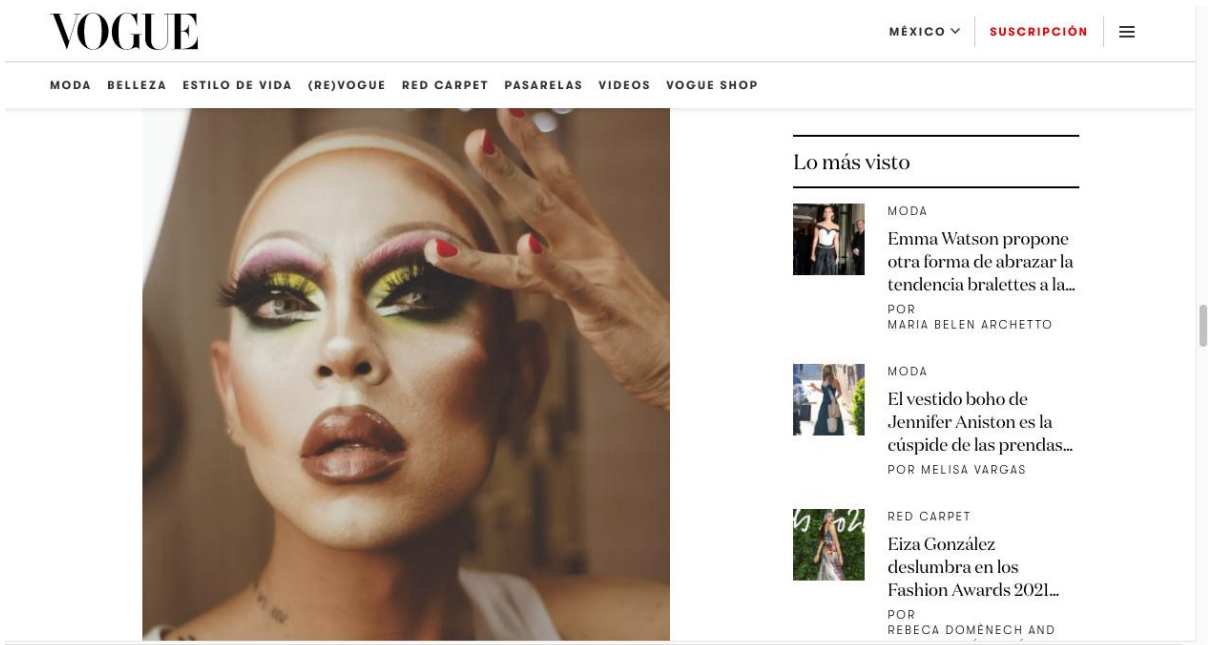 VOGUE
MÉXICO
SUSCRIPCIÓN
MODA BELLEZA ESTILO DE VIDA (RE)VOGUE RED CARPET PASARELAS VIDEOS VOGUE SHOP
Lo más visto
MODA
Emma Watson propone
otra forma de abrazar la
tendencia bralettes a la...
POR
MARIA BELEN ARCHETTO
MODA
El vestido boho de
Jennifer Aniston es la
cúspide de las prendas...
POR MELISA VARGAS
RED CARPET
Eiza González
deslumbra en los
Fashion Awards 2021...
POR
REBECA DOMÈNECH AND